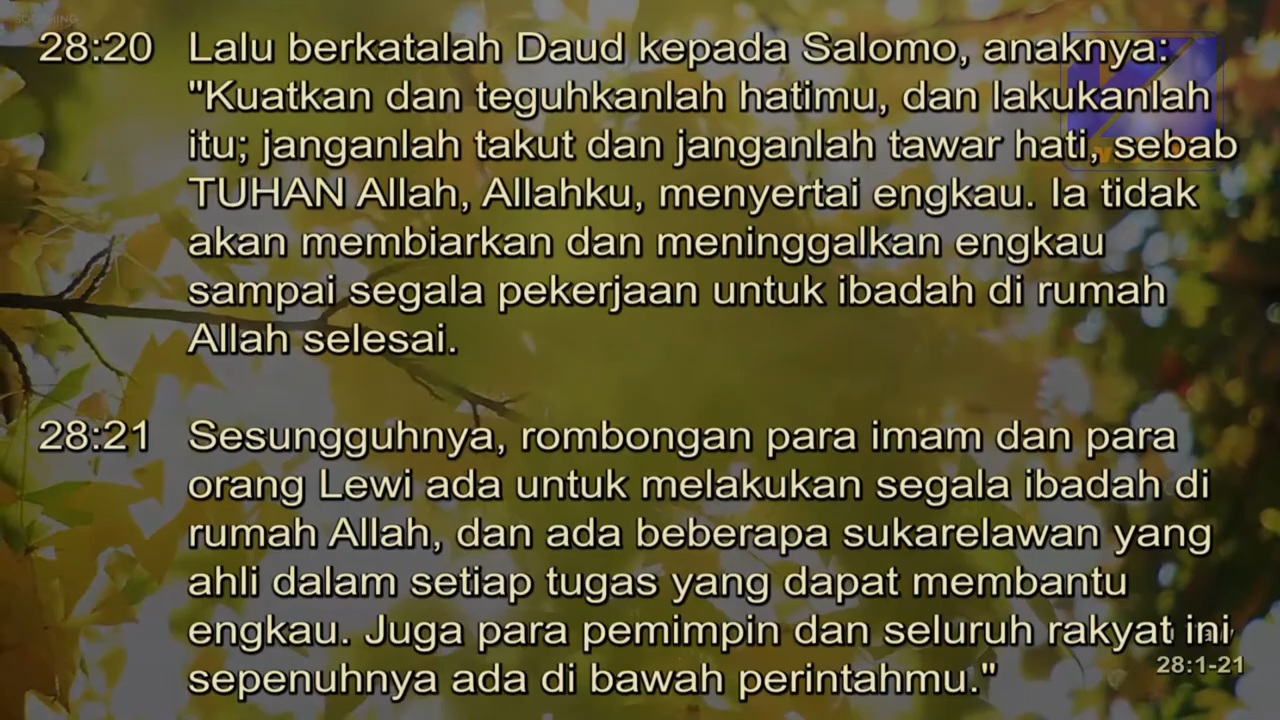 SOOTHING
28:20 Lalu berkatalah Daud kepada Salomo, anaknya:
"Kuatkan dan teguhkanlah hatimu, dan lakukanlah
itu; janganlah takut dan janganlah tawar hati, sebab
TUHAN Allah, Allahku, menyertai engkau. Ia tidak
akan membiarkan dan meninggalkan engkau
sampai segala pekerjaan untuk ibadah di rumah
Allah selesai.
28:21 Sesungguhnya, rombongan para imam dan para
orang Lewi ada untuk melakukan segala ibadah di
rumah Allah, dan ada beberapa sukarelawan yang
ahli dalam setiap tugas yang dapat membantu
engkau. Juga para pemimpin dan seluruh rakyat ini
sepenuhnya ada di bawah perintahmu."
28:1-21